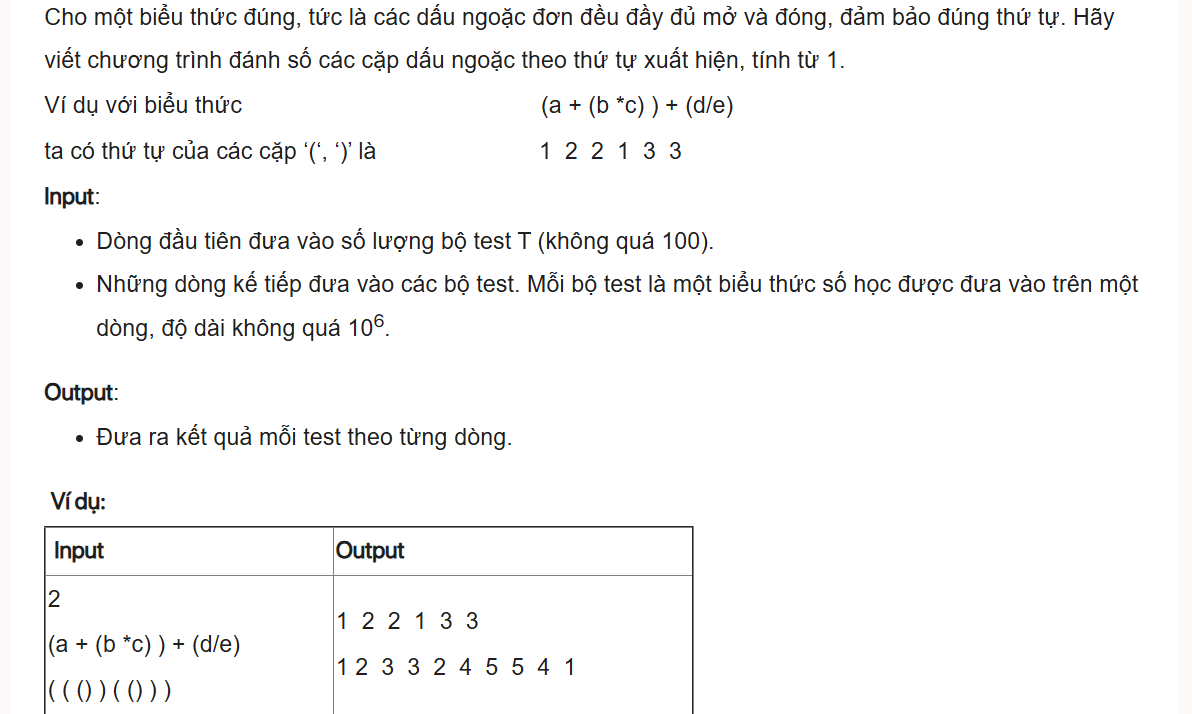 Cho một biểu thức đúng, tức là các dấu ngoặc đơn đều đầy đủ mở và đóng, đảm bảo đúng thứ tự. Hãy
viết chương trình đánh số các cặp dấu ngoặc theo thứ tự xuất hiện, tính từ 1.
Ví dụ với biểu thức (a + (b *c) ) + (d/e)
ta có thứ tự của các cặp ‘(‘, ‘)’ là 1 2 2 1 3 3
Input:
• Dòng đầu tiên đưa vào số lượng bộ test T (không quá 100).
• Những dòng kế tiếp đưa vào các bộ test. Mỗi bộ test là một biểu thức số học được đưa vào trên một
dòng, độ dài không quá 10⁶.
Output:
• Đưa ra kết quả mỗi test theo từng dòng.
Ví dụ:
Input Output
2
(a + (b *c) ) + (d/e)
( ( () ) ( () ) )
1 2 2 1 3 3
1 2 3 3 2 4 5 5 4 1